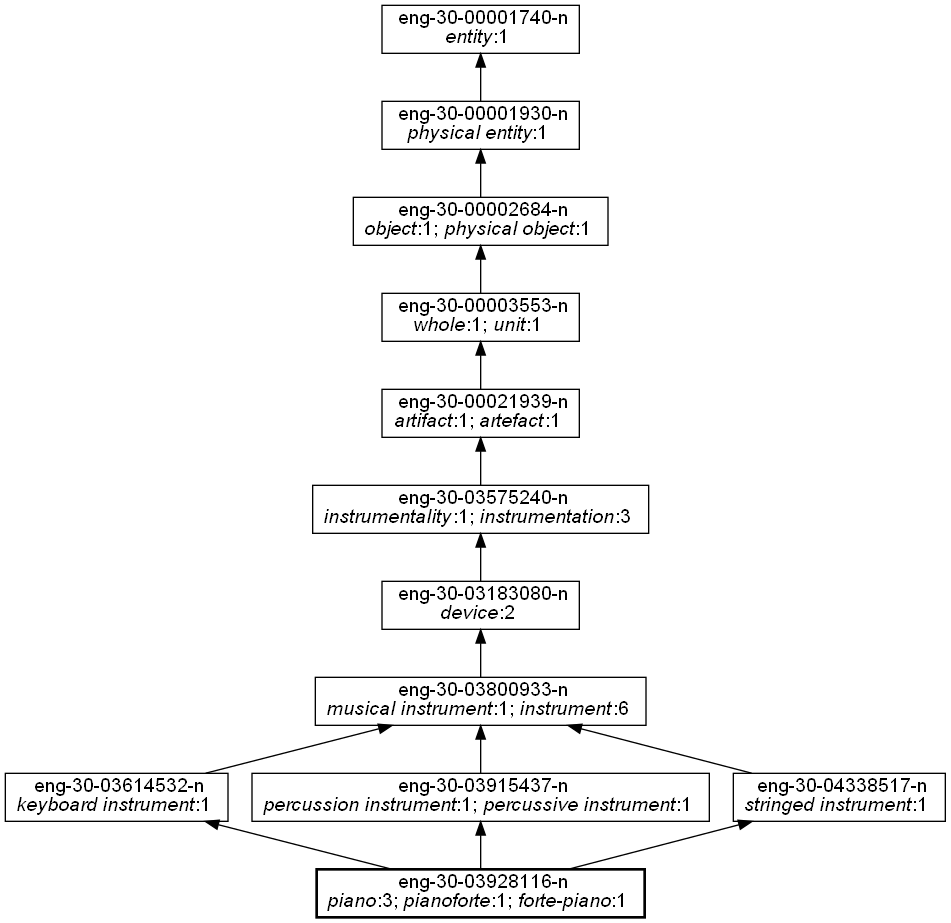 eng-30-00001740-n
entity:1
eng-30-00001930-n
physical entity:1
eng-30-00002684-n
object:1; physical object:1
eng-30-00003553-n
whole:1; unit:1
eng-30-00021939-n
artifact:1; artefact:1
eng-30-03575240-n
instrumentality:1; instrumentation:3
eng-30-03183080-n
device:2
eng-30-03800933-n
musical instrument:1; instrument:6
eng-30-03614532-n
keyboard instrument:1
eng-30-03915437-n
percussion instrument:1; percussive instrument:1
eng-30-04338517-n
stringed instrument:1
eng-30-03928116-n
piano:3; pianoforte:1; forte-piano:1